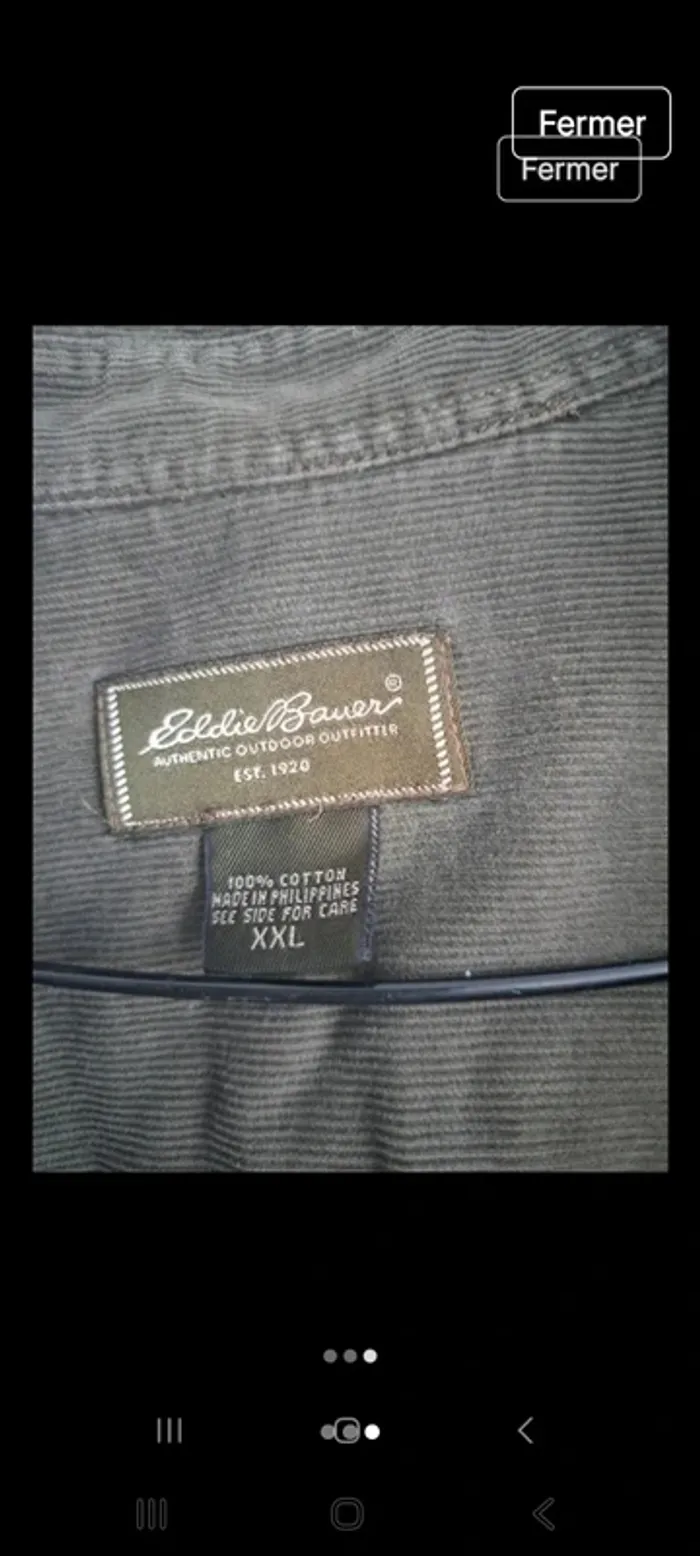 Fermer
Fermer
Eddie Bauer®
AUTHENTIC OUTDOOR OUTFITTER
EST. 1920
100% COTTON
MADE IN PHILIPPINES
SEE SIDE FOR CARE
XXL